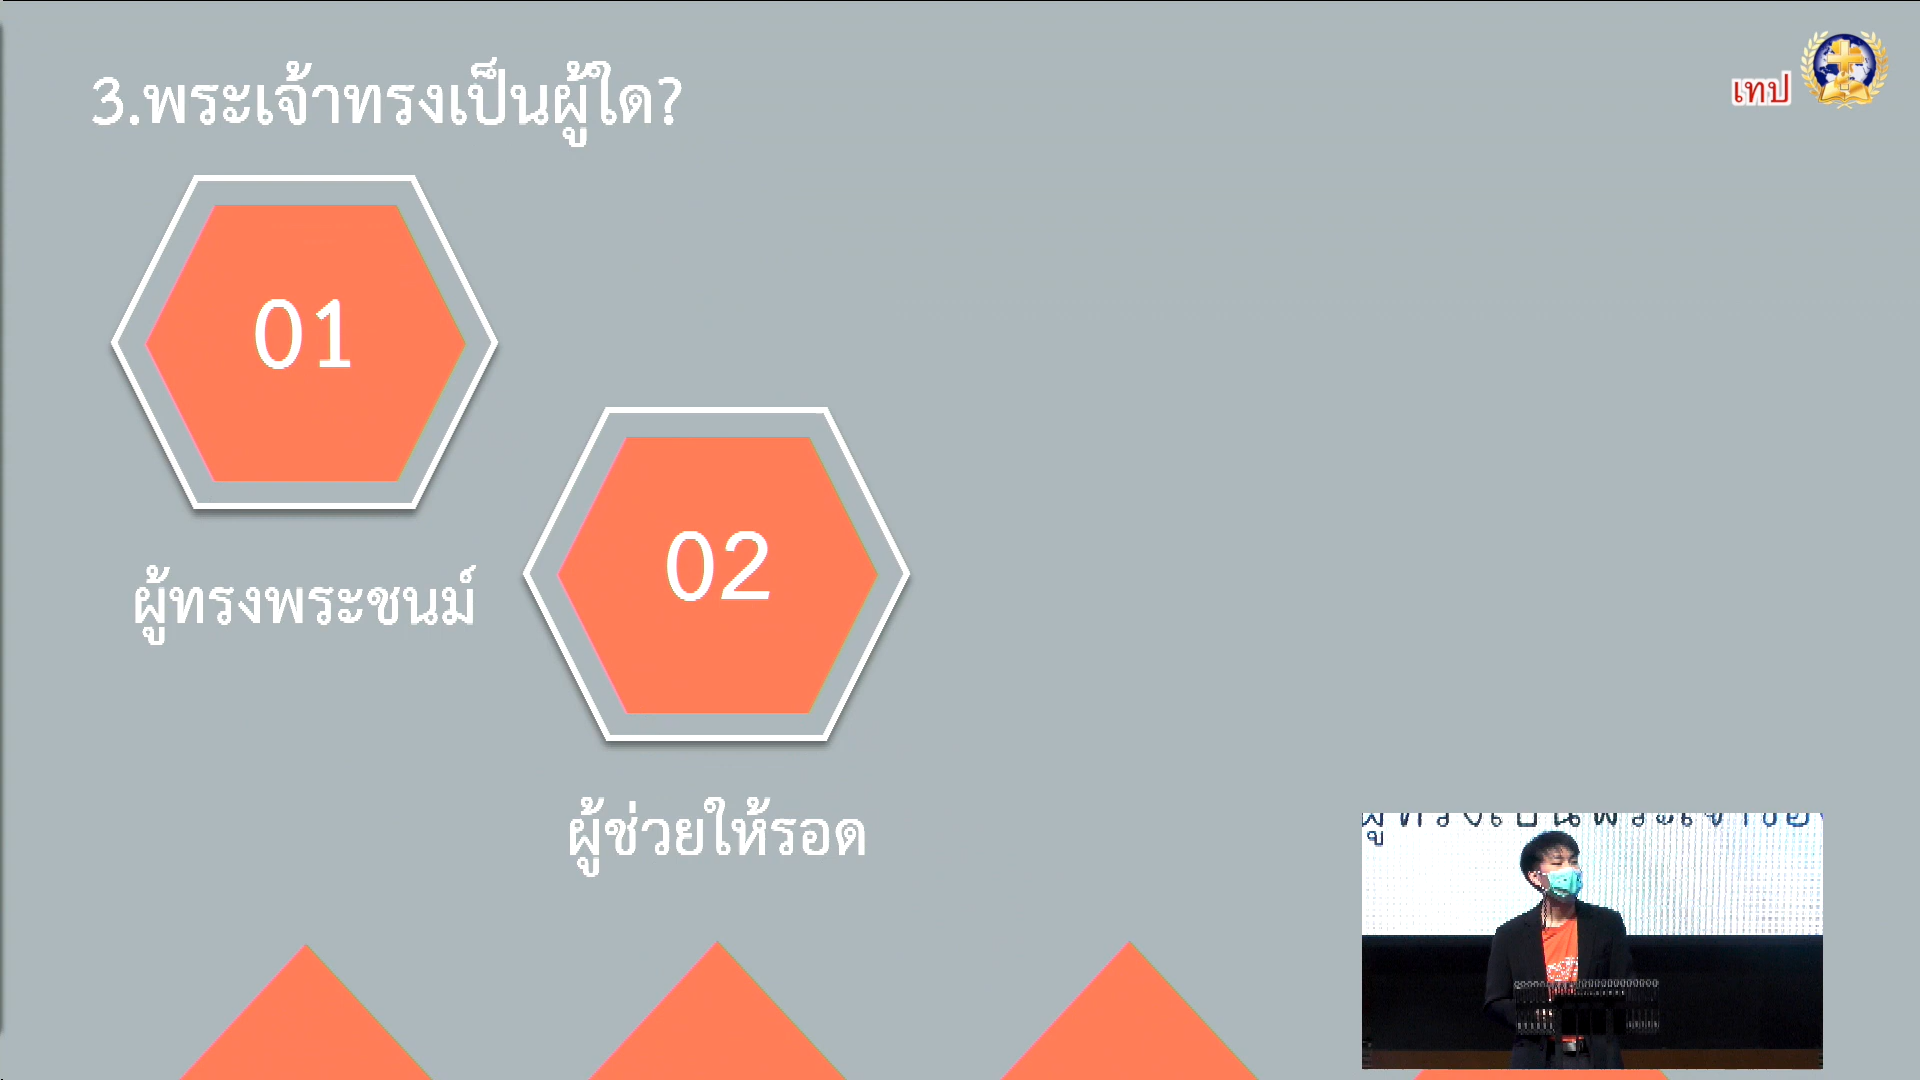 3.พระเจ้าทรงเป็นผู้ใด?
เทป
01
ผู้ทรงพระชนม์
02
ผู้ช่วยให้รอด